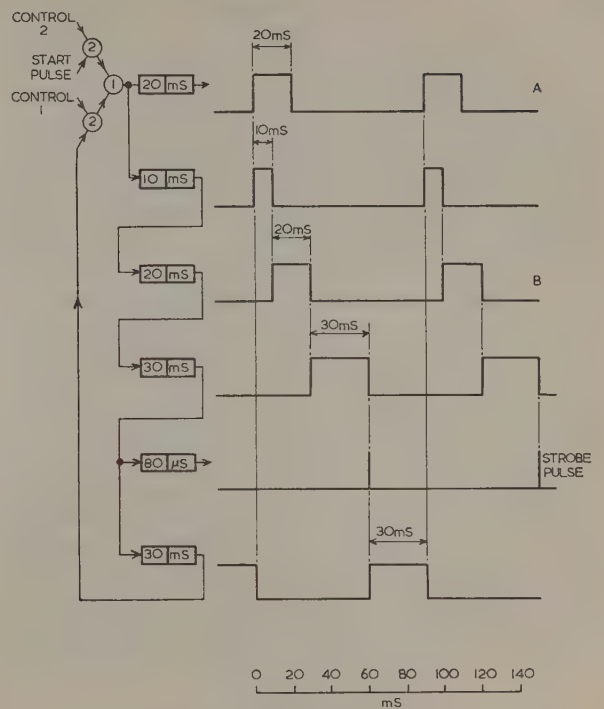 CONTROL
2
2
START
PULSE
1
CONTROL
1
2
20 mS
10 mS
20 mS
30 mS
80 µS
30 mS
20mS
A
10mS
20mS
B
30mS
STROBE
PULSE
30mS
0 20 40 60 80 100 120 140
mS